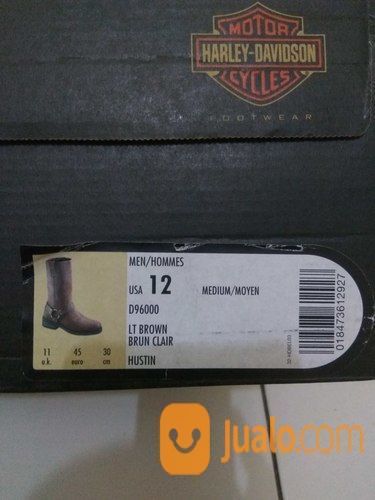 MOTOR
HARLEY-DAVIDSON
CYCLES
FOOTWEAR
MEN/HOMMES
USA 12 MEDIUM/MOYEN
D96000
LT BROWN
BRUN CLAIR
HUSTIN
11 45 30
u.k. euro cm
018473612927
Jualo.com